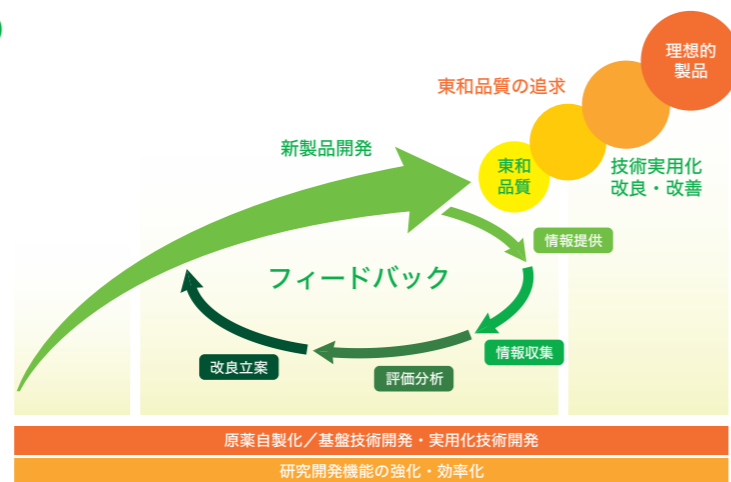 理想的
製品
東和品質の追求
新製品開発
東和
品質
技術実用化
改良・改善
情報提供
フィードバック
情報収集
改良立案
評価分析
原薬自製化／基盤技術開発・実用化技術開発
研究開発機能の強化・効率化